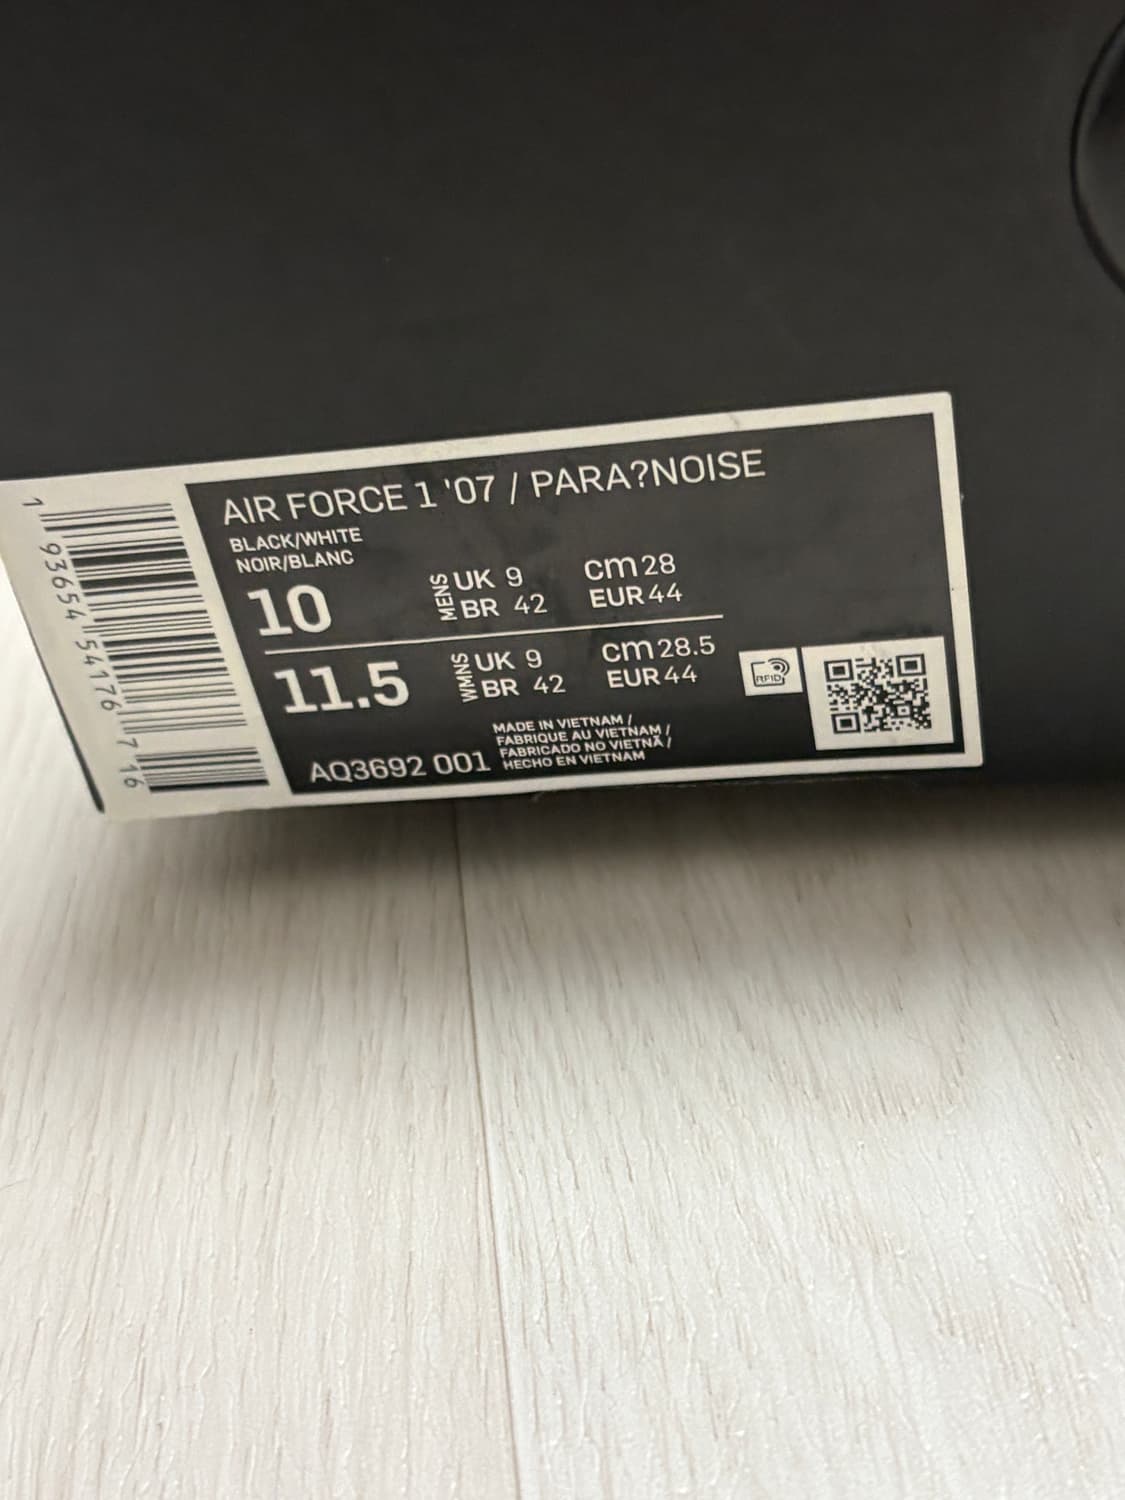 AIR FORCE 1 '07 / PARA?NOISE
BLACK/WHITE
NOIR/BLANC
10
MENS
UK 9
BR 42
cm 28
EUR 44
11.5
WMNS
UK 9
BR 42
cm 28.5
EUR 44
MADE IN VIETNAM /
FABRIQUE AU VIETNAM /
FABRICADO NO VIETNÃ /
HECHO EN VIETNAM
AQ3692 001
RFID
1 93654 54176 7 16